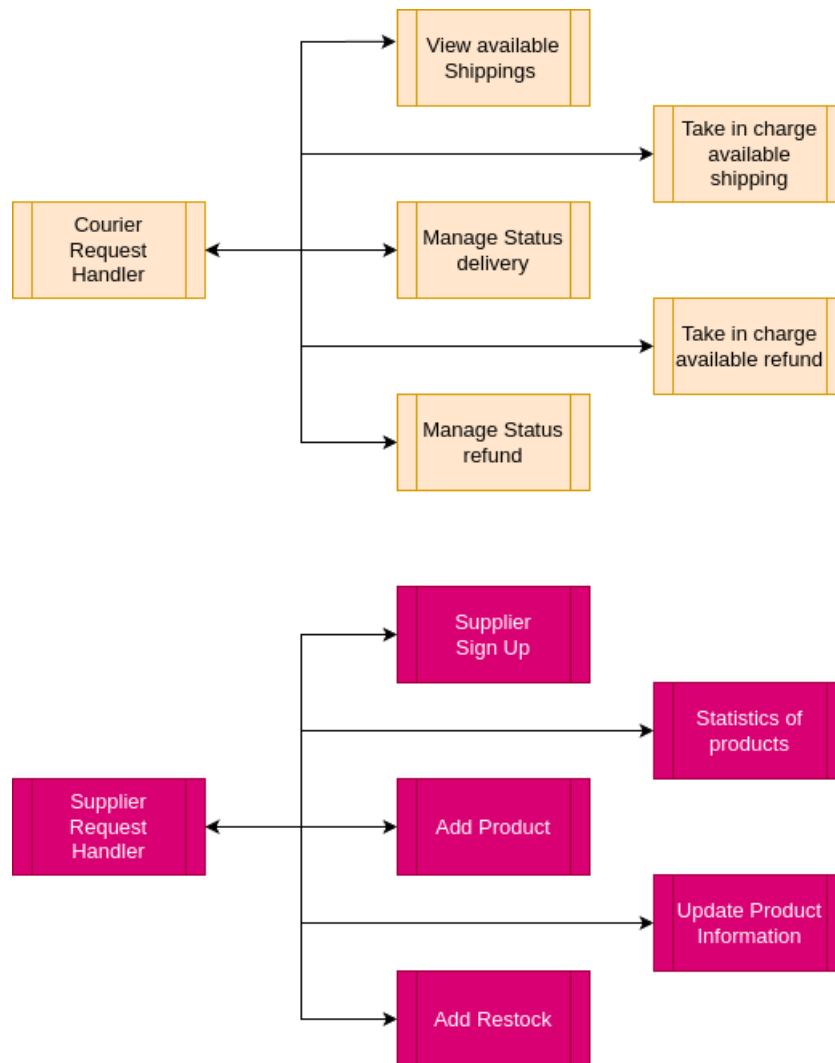 View available
Shippings
Take in charge
available
shipping
Courier
Request
Handler
Manage Status
delivery
Take in charge
available refund
Manage Status
refund
Supplier
Sign Up
Statistics of
products
Supplier
Request
Handler
Add Product
Update Product
Information
Add Restock